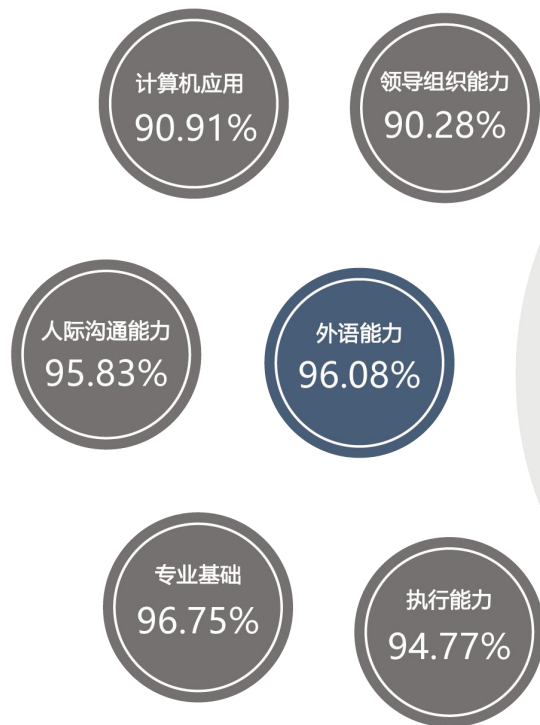 计算机应用
90.91%
领导组织能力
90.28%
人际沟通能力
95.83%
外语能力
96.08%
专业基础
96.75%
执行能力
94.77%